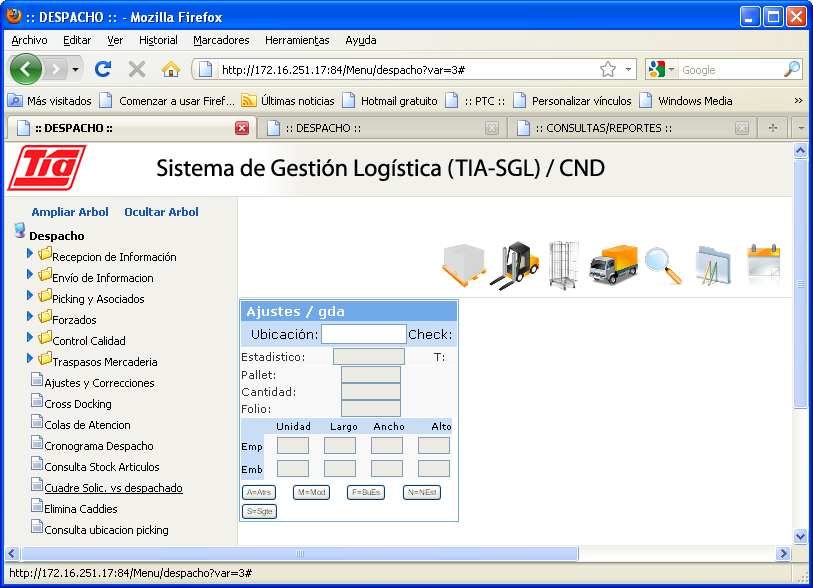 :: DESPACHO :: - Mozilla Firefox
Archivo Editar Ver Historial Marcadores Herramientas Ayuda
http://172.16.251.17:84/Menu/despacho?var=3# Google
Más visitados Comenzar a usar Firef... Últimas noticias Hotmail gratuito :: PTC :: Personalizar vínculos Windows Media »
:: DESPACHO :: :: DESPACHO :: :: CONSULTAS/REPORTES ::
Tia Sistema de Gestión Logística (TIA-SGL) / CND
Ampliar Arbol Ocultar Arbol
Despacho
Recepcion de Información
Envío de Informacion
Picking y Asociados
Forzados
Control Calidad
Traspasos Mercaderia
Ajustes y Correcciones
Cross Docking
Colas de Atencion
Cronograma Despacho
Consulta Stock Articulos
Cuadre Solic. vs despachado
Elimina Caddies
Consulta ubicacion picking
Ajustes / gda
Ubicación: Check:
Estadistico: T:
Pallet:
Cantidad:
Folio:
Unidad Largo Ancho Alto
Emp
Emb
A=Atrs M=Mod F=BuEs N=NEst
S=Sgte
http://172.16.251.17:84/Menu/despacho?var=3#